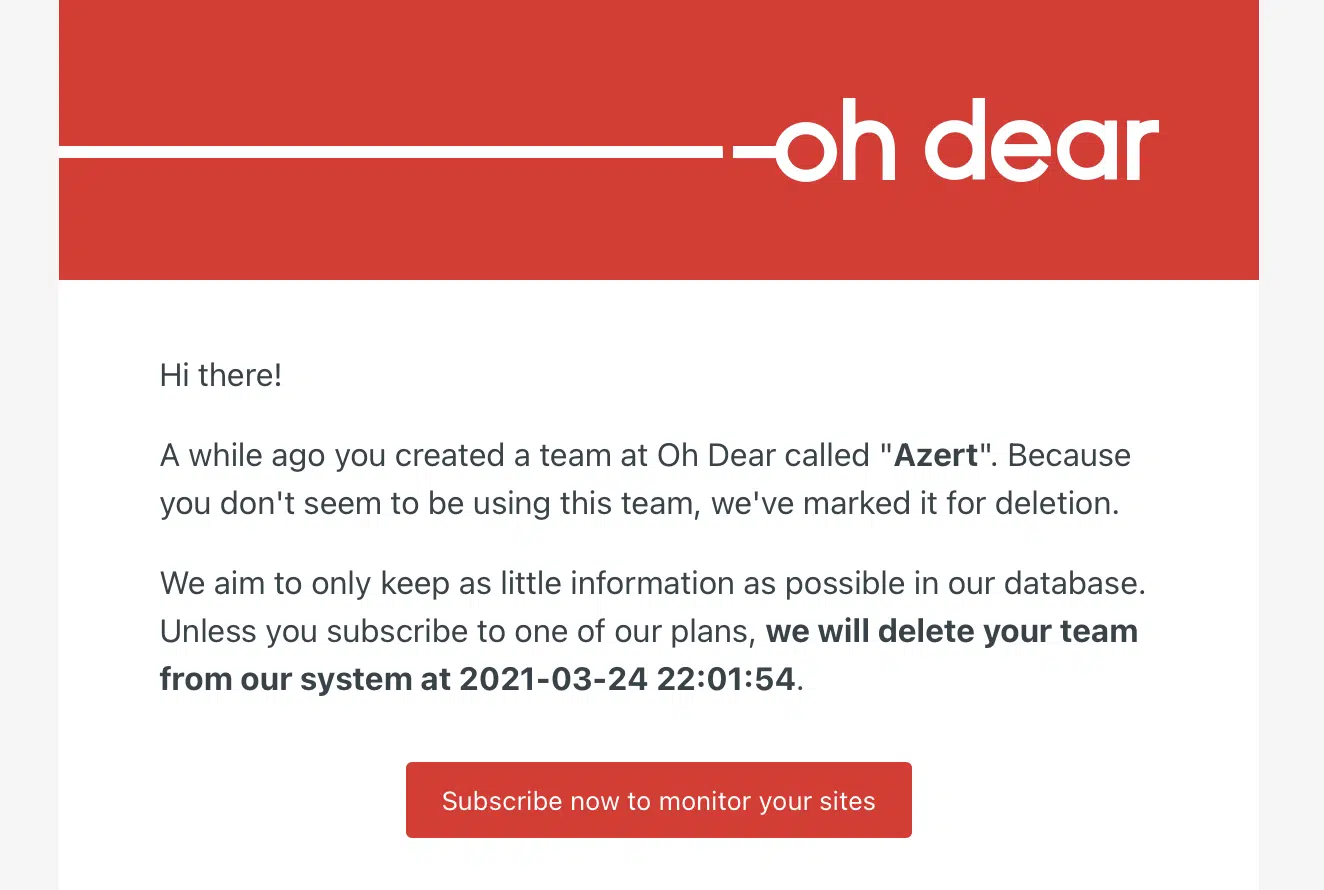 oh dear
Hi there!
A while ago you created a team at Oh Dear called "Azert". Because
you don't seem to be using this team, we've marked it for deletion.
We aim to only keep as little information as possible in our database.
Unless you subscribe to one of our plans, we will delete your team
from our system at 2021-03-24 22:01:54.
Subscribe now to monitor your sites